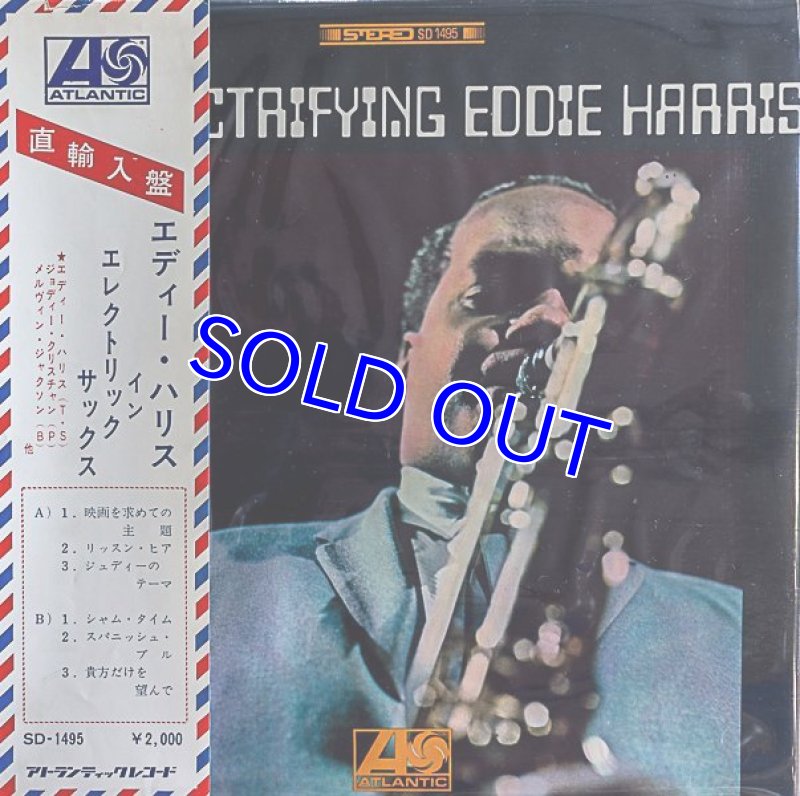 STEREO SD 1495
CTRIFYING EDDIE HARRIS
ATLANTIC
直輸入盤
エディー・ハリス
イン
エレクトリック
サックス
★エディー・ハリス(T・S)
ジョディー・クリスチャン(P)
メルヴィン・ジャクソン(B)
他
A) 1. 映画を求めての
主題
2. リッスン・ヒア
3. ジュディーの
テーマ
B) 1. シャム・タイム
2. スパニッシュ・
ブル
3. 貴方だけを
望んで
SD-1495 ¥2,000
アトランティックレコード
SOLD OUT
ATLANTIC